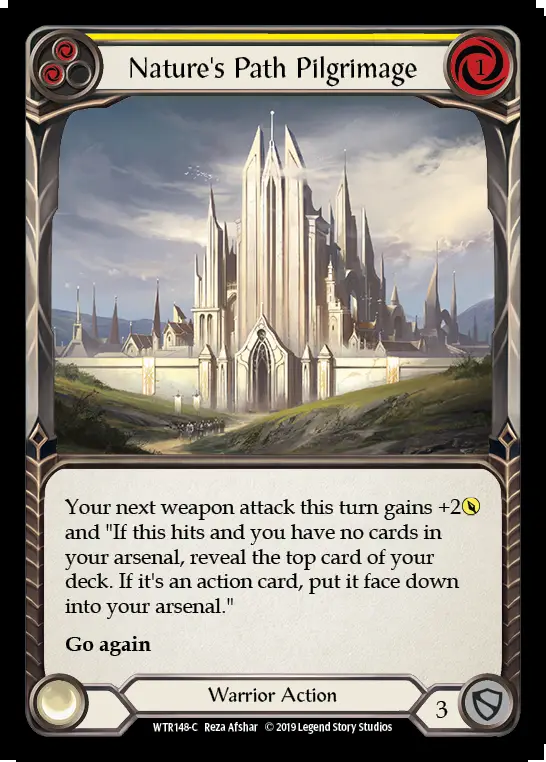 Nature's Path Pilgrimage
1
Your next weapon attack this turn gains +2
and "If this hits and you have no cards in
your arsenal, reveal the top card of your
deck. If it's an action card, put it face down
into your arsenal."
Go again
Warrior Action
3
WTR148-C Reza Afshar © 2019 Legend Story Studios